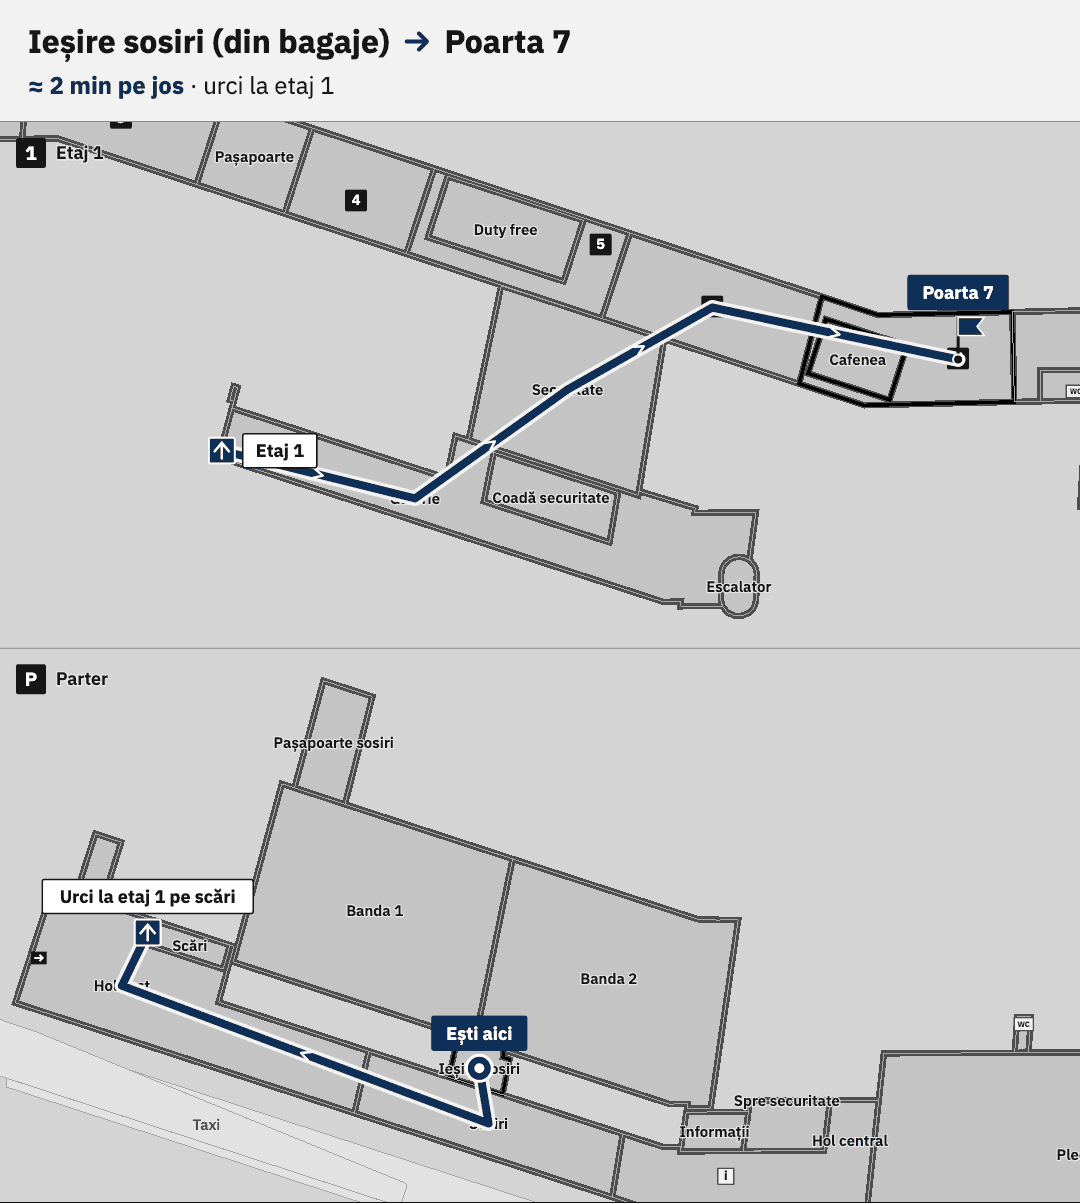 Ieșire sosiri (din bagaje) → Poarta 7
≈ 2 min pe jos · urci la etaj 1
1 Etaj 1
Pașapoarte
4
Duty free
5
Poarta 7
Cafenea
wc
Etaj 1
Coadă securitate
Escalator
P Parter
Pașapoarte sosiri
Urci la etaj 1 pe scări
Banda 1
Scări
Banda 2
Ești aici
wc
Spre securitate
Informații
Hol central
Taxi
i